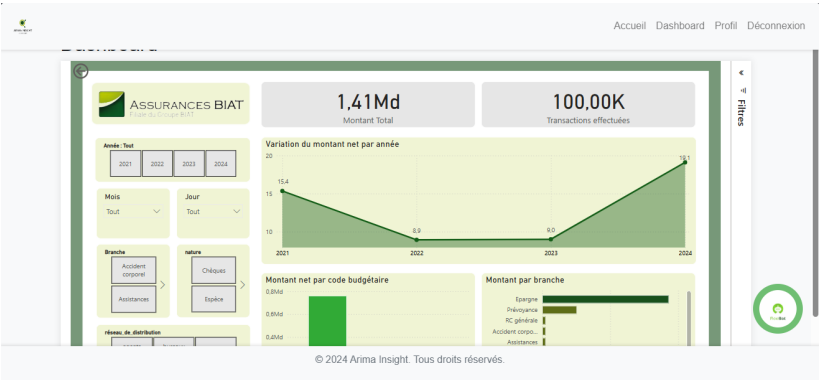 Accueil Dashboard Profil Déconnexion
Dashboard
ASSURANCES BIAT
Filiale du Groupe BIAT
1,41Md
Montant Total
100,00K
Transactions effectuées
Filtres
Année : Tout
2021 2022 2023 2024
Mois
Tout
Jour
Tout
Branche
Accident corporel
Assistances
nature
Chéques
Espèce
réseau_de_distribution
Variation du montant net par année
20
15
10
15,4
8,9
9,0
19,1
2021 2022 2023 2024
Montant net par code budgétaire
0,8Md
0,6Md
0,4Md
Montant par branche
Epargne
Prévoyance
RC générale
Accident corpo...
Assistances
© 2024 Arima Insight. Tous droits réservés.